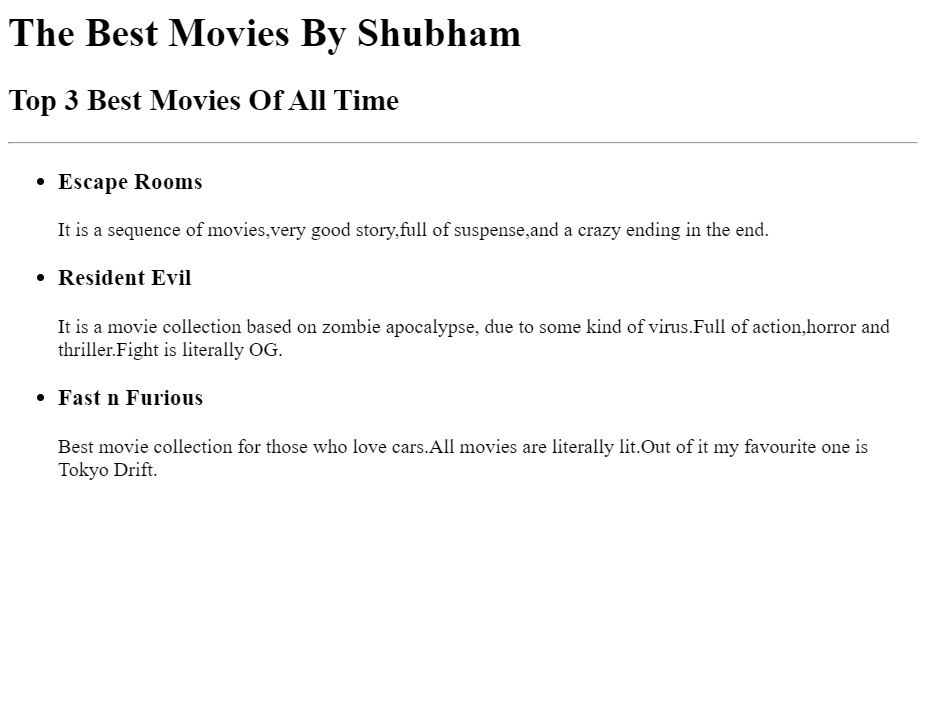 The Best Movies By Shubham
Top 3 Best Movies Of All Time
Escape Rooms
It is a sequence of movies,very good story,full of suspense,and a crazy ending in the end.
Resident Evil
It is a movie collection based on zombie apocalypse, due to some kind of virus.Full of action,horror and
thriller.Fight is literally OG.
Fast n Furious
Best movie collection for those who love cars.All movies are literally lit.Out of it my favourite one is
Tokyo Drift.